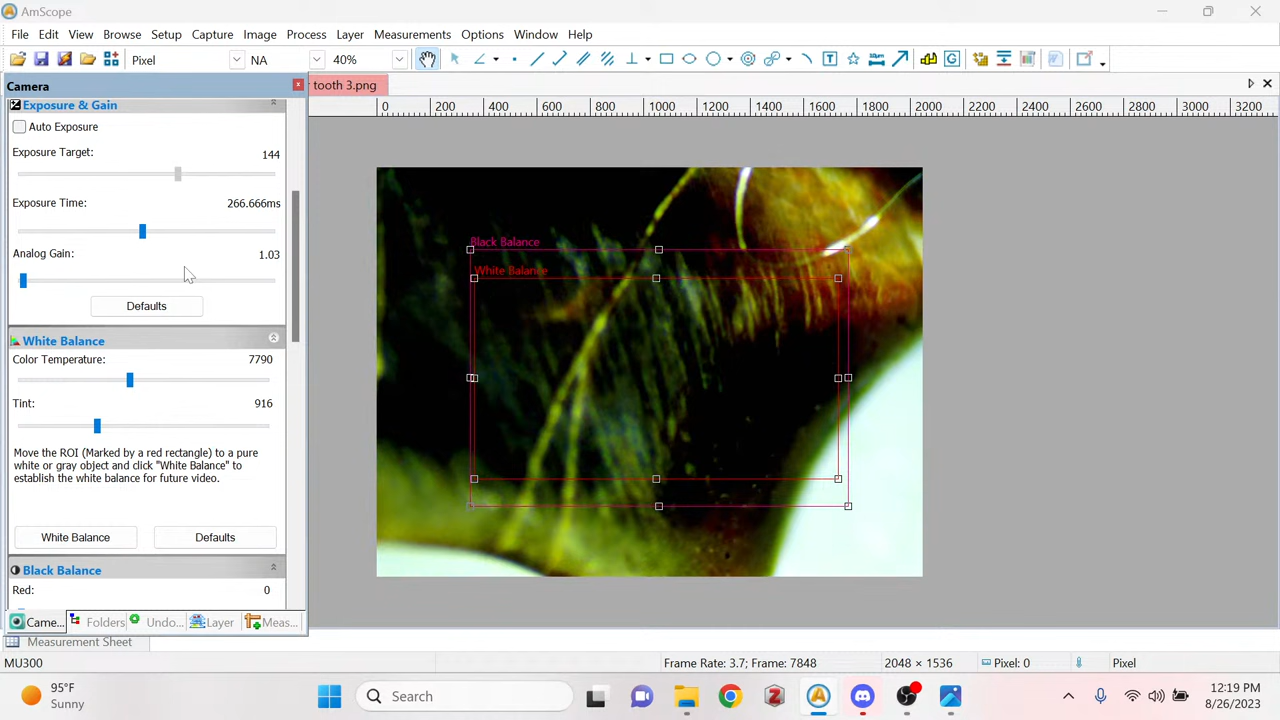 AmScope
File Edit View Browse Setup Capture Image Process Layer Measurements Options Window Help
Pixel NA 40%
Camera
tooth 3.png
Exposure & Gain
0 200 400 600 800 1000 1200 1400 1600 1800 2000 2200 2400 2600 2800 3000 3200
Auto Exposure
Exposure Target: 144
Exposure Time: 266.666ms
Analog Gain: 1.03
Defaults
Black Balance
White Balance
White Balance
Color Temperature: 7790
Tint: 916
Move the ROI (Marked by a red rectangle) to a pure
white or gray object and click "White Balance" to
establish the white balance for future video.
White Balance Defaults
Black Balance
Red: 0
Came... Folders Undo... Layer Meas...
Measurement Sheet
MU300 Frame Rate: 3.7; Frame: 7848 2048 × 1536 Pixel: 0 Pixel
95°F
Sunny
Search
12:19 PM
8/26/2023